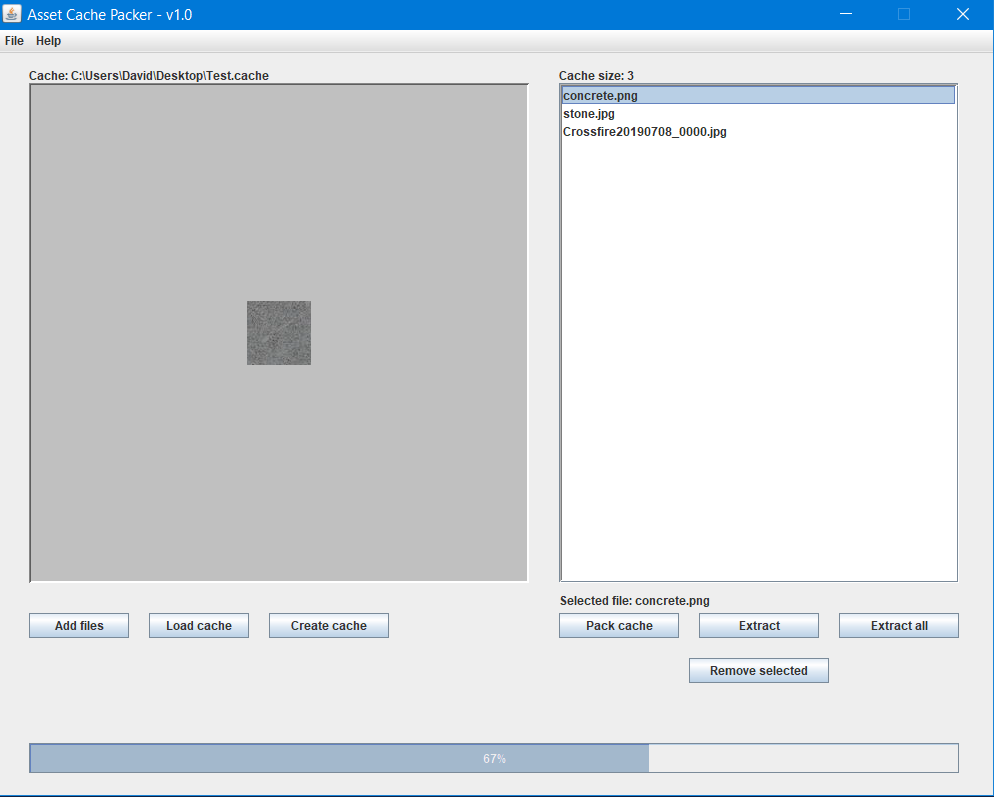 Asset Cache Packer - v1.0
File Help
Cache: C:\Users\David\Desktop\Test.cache
Cache size: 3
concrete.png
stone.jpg
Crossfire20190708_0000.jpg
Selected file: concrete.png
Add files
Load cache
Create cache
Pack cache
Extract
Extract all
Remove selected
67%